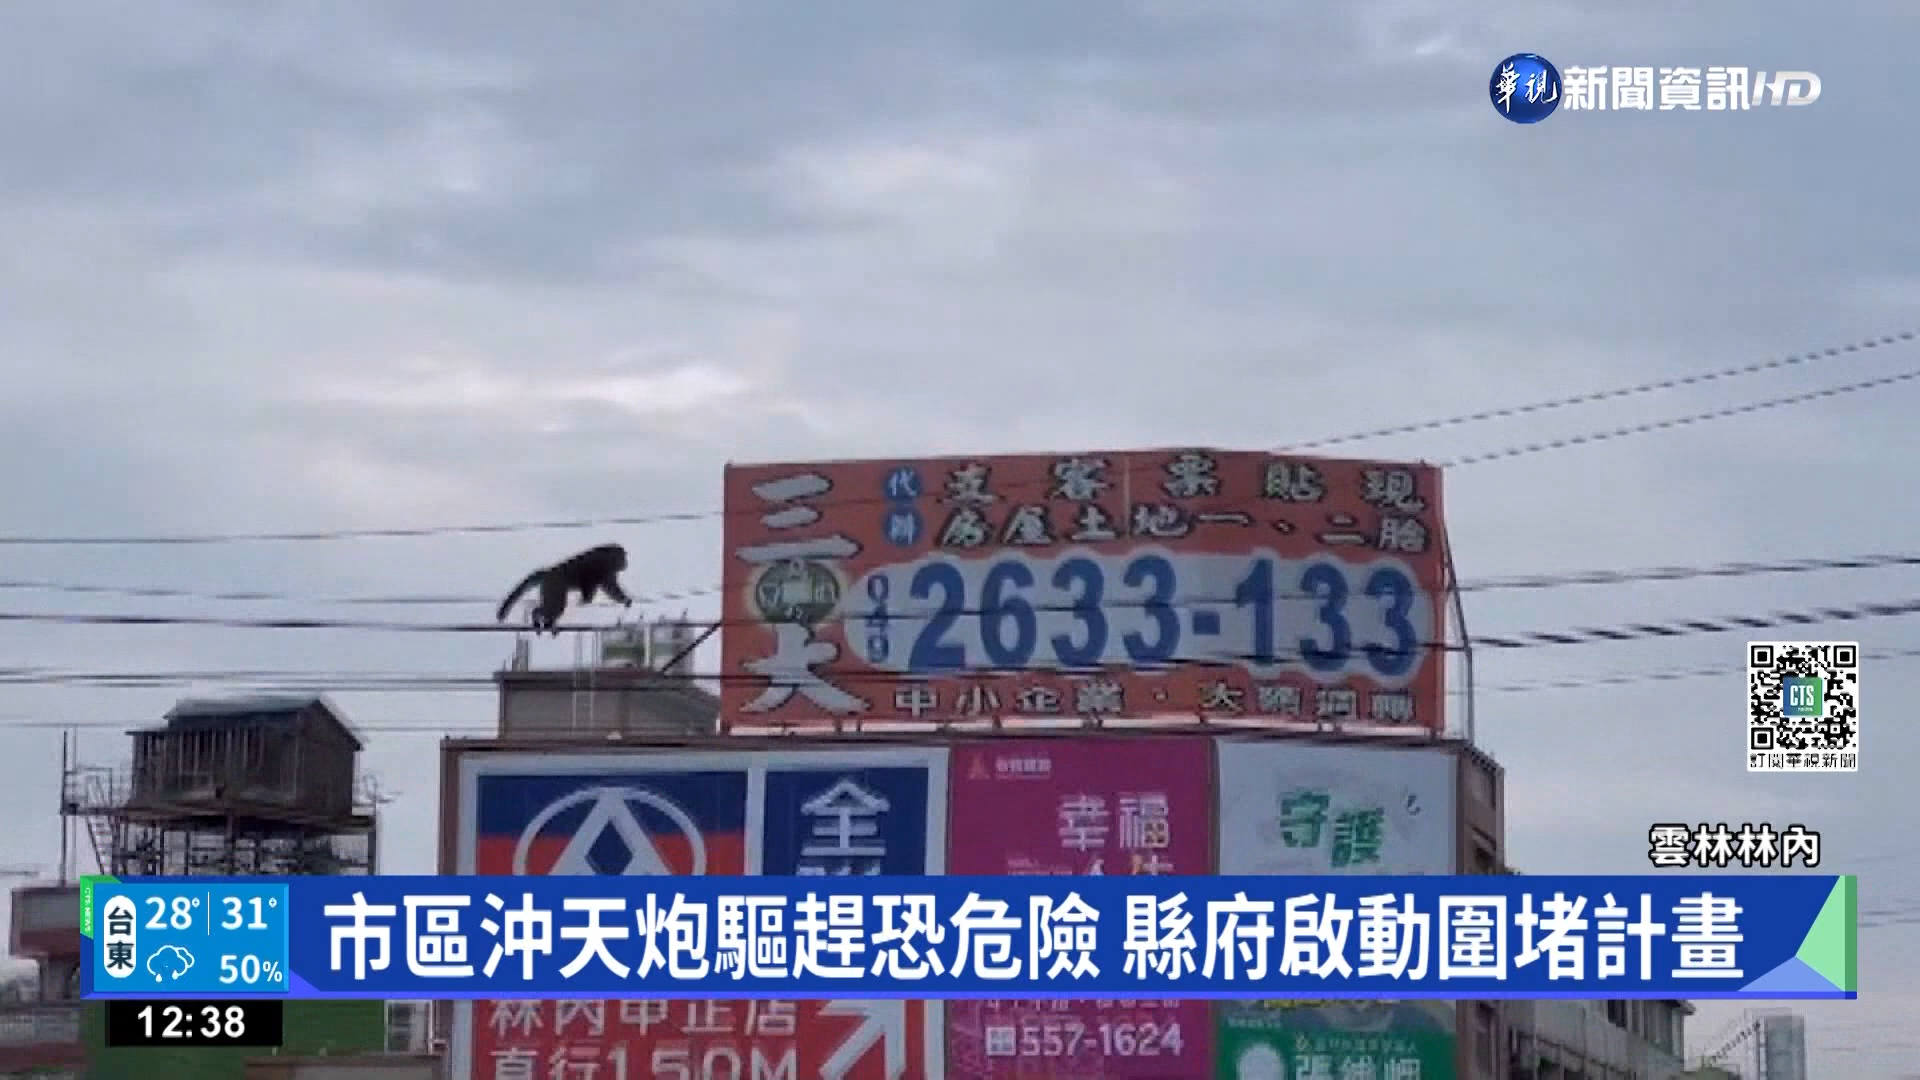 華視 新聞資訊HD
三大
代辦
支客票貼現
房屋土地一、二胎
049 2633-133
中小企業
CTS
訂閱華視新聞
雲林林內
全
幸福
守護
市區沖天炮驅趕恐危險 縣府啟動圍堵計畫
台東
28° 31°
50%
12:38
林內中正店
直行150M
557-1624